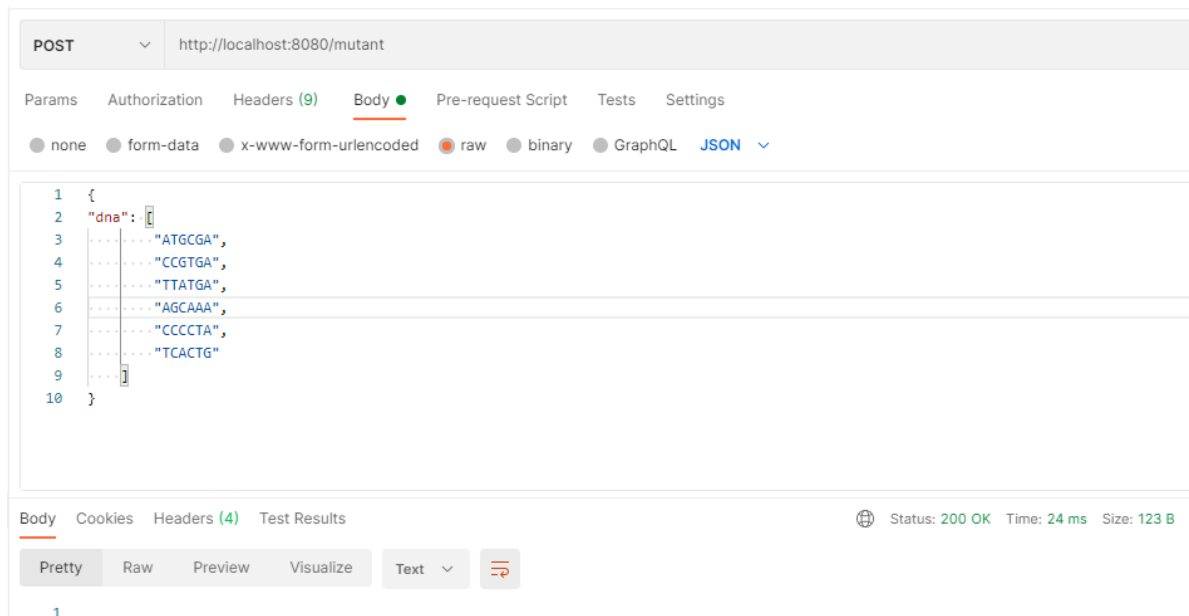 POST http://localhost:8080/mutant
Params Authorization Headers (9) Body Pre-request Script Tests Settings
none form-data x-www-form-urlencoded raw binary GraphQL JSON
1 {
2 "dna": [
3 "ATGCGA",
4 "CCGTGA",
5 "TTATGA",
6 "AGCAAA",
7 "CCCCTA",
8 "TCACTG"
9 ]
10 }
Body Cookies Headers (4) Test Results Status: 200 OK Time: 24 ms Size: 123 B
Pretty Raw Preview Visualize Text
1